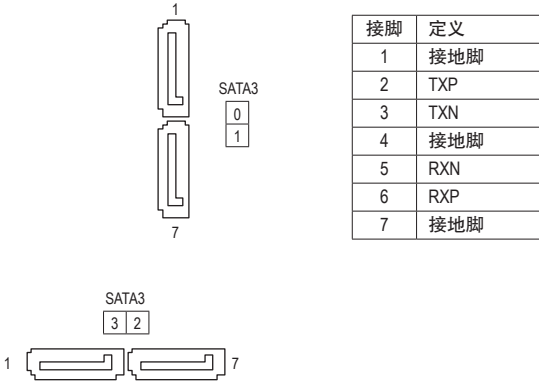 1
SATA3
0
1
7
接脚 定义
1 接地脚
2 TXP
3 TXN
4 接地脚
5 RXN
6 RXP
7 接地脚
SATA3
3 2
1 7